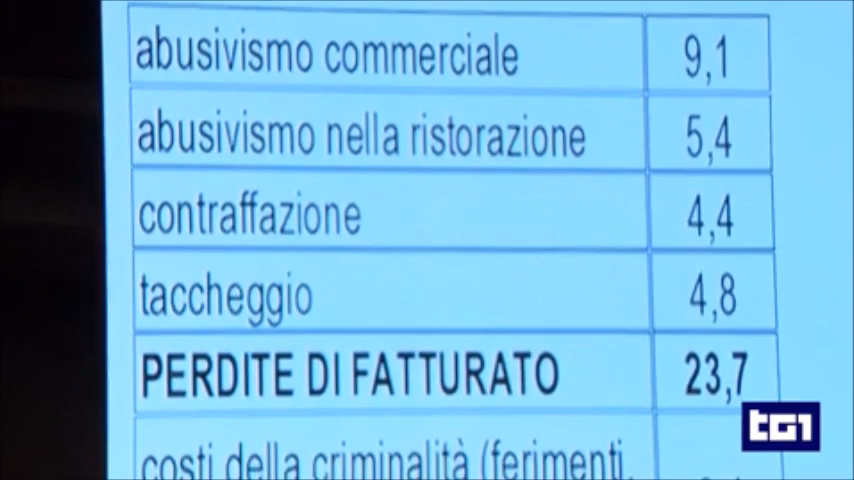 abusivismo commerciale 9,1
abusivismo nella ristorazione 5,4
contraffazione 4,4
taccheggio 4,8
PERDITE DI FATTURATO 23,7
costi della criminalità (ferimenti,
tG1